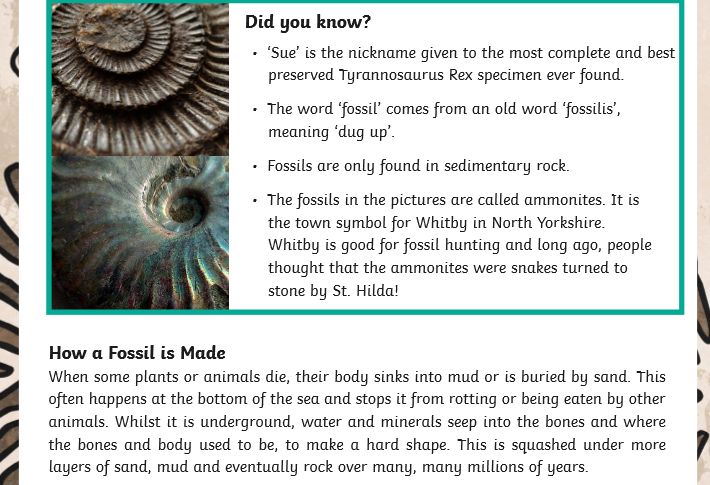 Did you know?
• ‘Sue’ is the nickname given to the most complete and best
preserved Tyrannosaurus Rex specimen ever found.
• The word ‘fossil’ comes from an old word ‘fossilis’,
meaning ‘dug up’.
• Fossils are only found in sedimentary rock.
• The fossils in the pictures are called ammonites. It is
the town symbol for Whitby in North Yorkshire.
Whitby is good for fossil hunting and long ago, people
thought that the ammonites were snakes turned to
stone by St. Hilda!
How a Fossil is Made
When some plants or animals die, their body sinks into mud or is buried by sand. This
often happens at the bottom of the sea and stops it from rotting or being eaten by other
animals. Whilst it is underground, water and minerals seep into the bones and where
the bones and body used to be, to make a hard shape. This is squashed under more
layers of sand, mud and eventually rock over many, many millions of years.